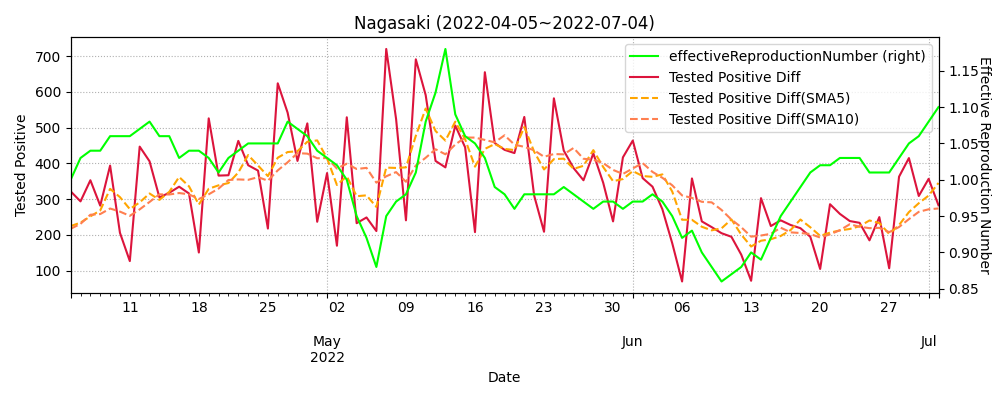 Nagasaki (2022-04-05~2022-07-04)
effectiveReproductionNumber (right)
Tested Positive Diff
Tested Positive Diff(SMA5)
Tested Positive Diff(SMA10)
Tested Positive
700
600
500
400
300
200
100
1.15
1.10
1.05
1.00
0.95
0.90
0.85
Effective Reproduction Number
11 18 25 02 09 16 23 30 06 13 20 27
May Jun Jul
2022
Date